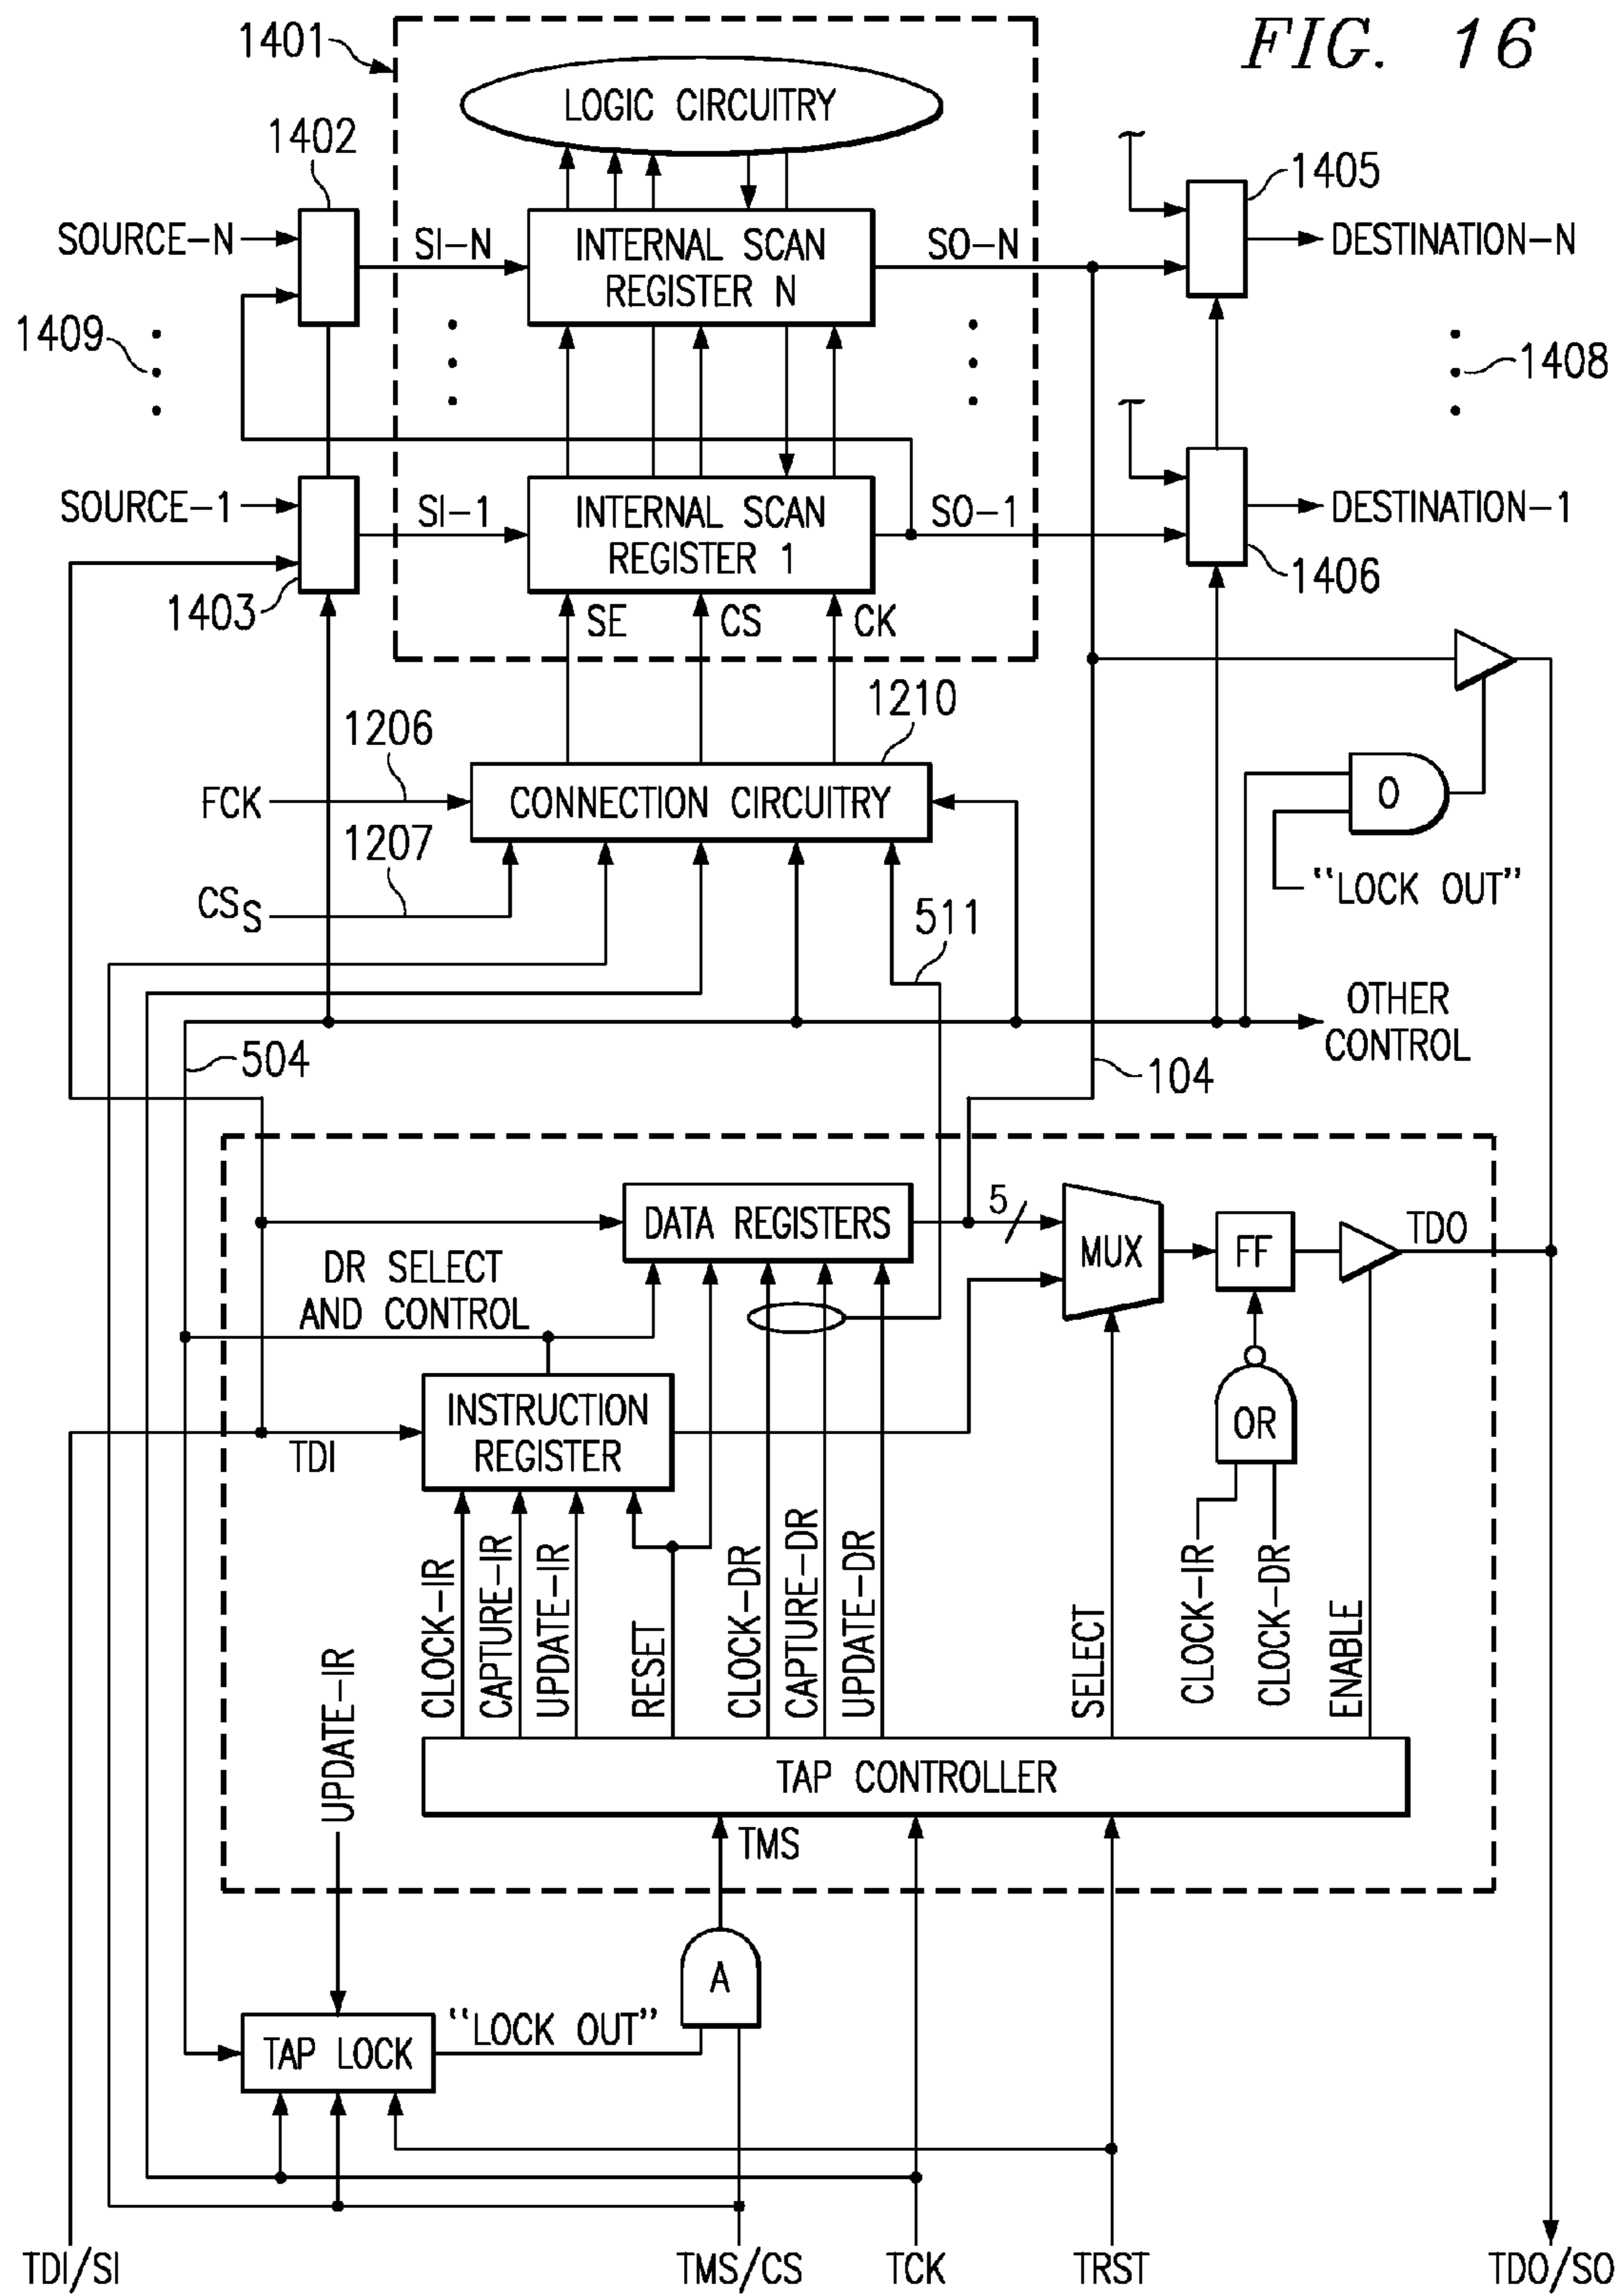 FIG. 16
1401
LOGIC CIRCUITRY
1402
1405
SOURCE-N
SI-N
INTERNAL SCAN
REGISTER N
SO-N
DESTINATION-N
1409
1408
SOURCE-1
SI-1
INTERNAL SCAN
REGISTER 1
SO-1
DESTINATION-1
1403
1406
SE
CS
CK
1210
1206
FCK
CONNECTION CIRCUITRY
O
1207
CSS
"LOCK OUT"
511
OTHER
CONTROL
504
104
DATA REGISTERS
5
MUX
FF
TDO
DR SELECT
AND CONTROL
INSTRUCTION
REGISTER
OR
TDI
CLOCK-IR
CAPTURE-IR
UPDATE-IR
RESET
CLOCK-DR
CAPTURE-DR
UPDATE-DR
SELECT
CLOCK-IR
CLOCK-DR
ENABLE
UPDATE-IR
TAP CONTROLLER
TMS
A
TAP LOCK
"LOCK OUT"
TDI/SI
TMS/CS
TCK
TRST
TDO/SO